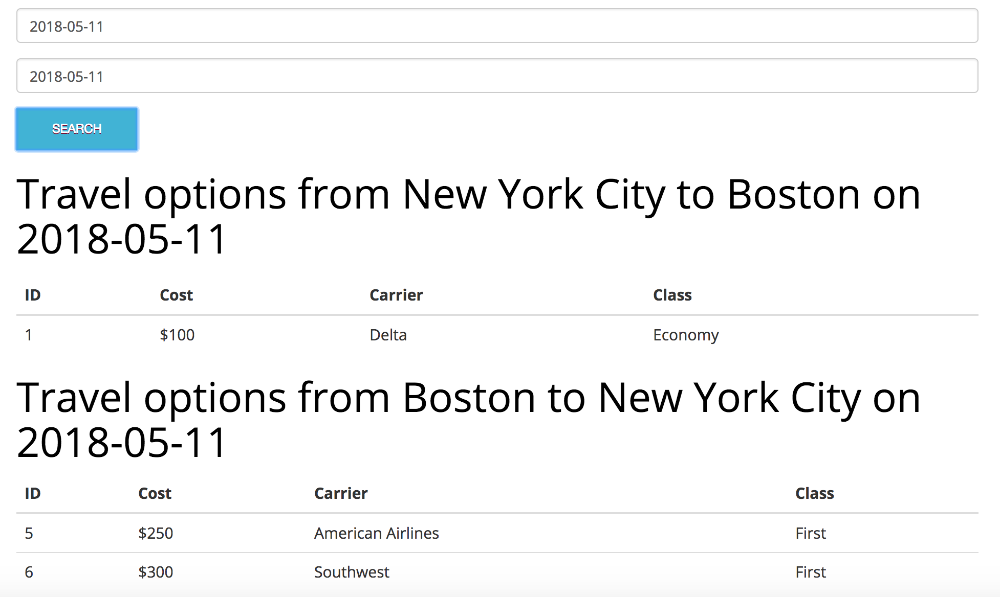 2018-05-11
2018-05-11
SEARCH
Travel options from New York City to Boston on
2018-05-11
ID Cost Carrier Class
1 $100 Delta Economy
Travel options from Boston to New York City on
2018-05-11
ID Cost Carrier Class
5 $250 American Airlines First
6 $300 Southwest First